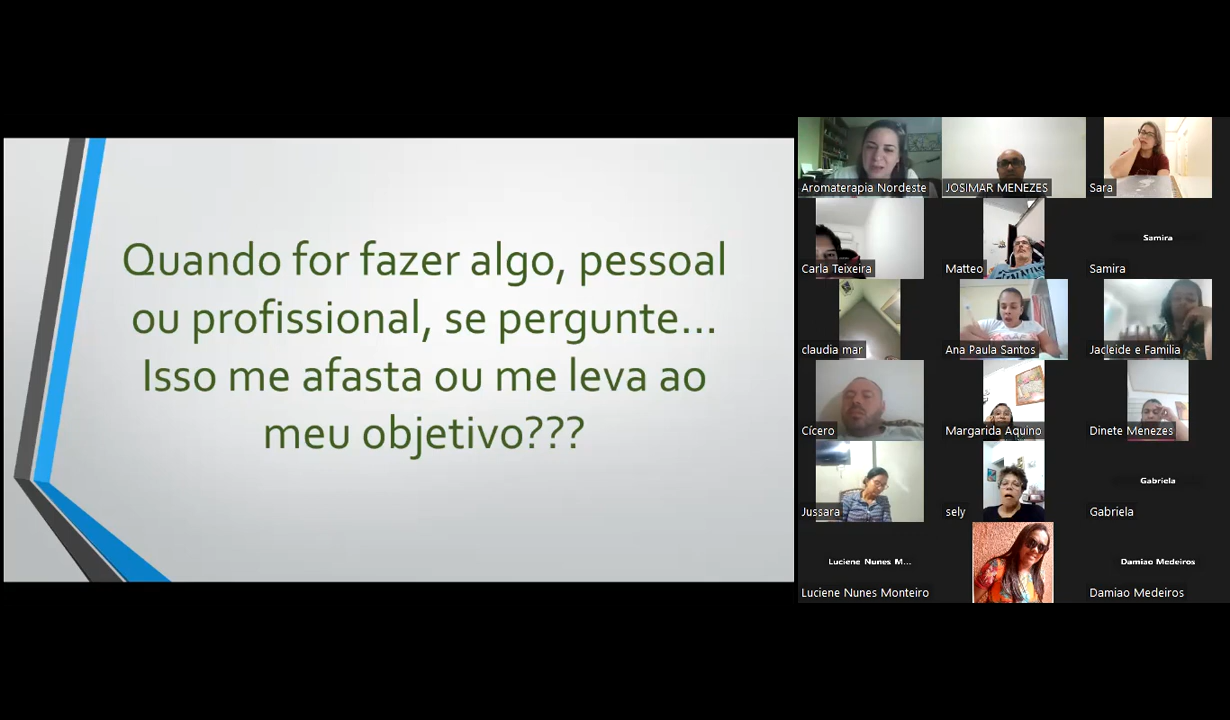 Quando for fazer algo, pessoal
ou profissional, se pergunte...
Isso me afasta ou me leva ao
meu objetivo???
Aromaterapia Nordeste
JOSIMAR MENEZES
Sara
Carla Teixeira
Matteo
Samira
Samira
claudia mar
Ana Paula Santos
Jacleide e Familia
Cícero
Margarida Aquino
Dinete Menezes
Jussara
sely
Gabriela
Gabriela
Luciene Nunes M...
Luciene Nunes Monteiro
Damiao Medeiros
Damiao Medeiros